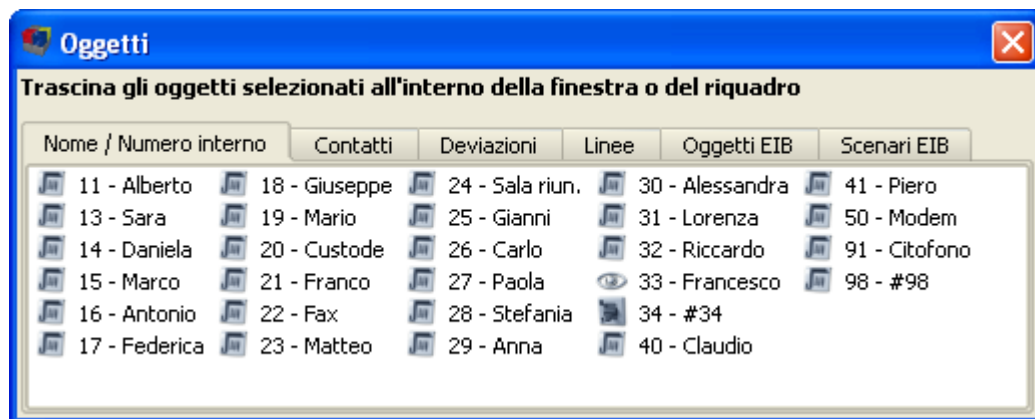 Oggetti
Trascina gli oggetti selezionati all'interno della finestra o del riquadro
Nome / Numero interno Contatti Deviazioni Linee Oggetti EIB Scenari EIB
11 - Alberto 18 - Giuseppe 24 - Sala riun. 30 - Alessandra 41 - Piero
13 - Sara 19 - Mario 25 - Gianni 31 - Lorenza 50 - Modem
14 - Daniela 20 - Custode 26 - Carlo 32 - Riccardo 91 - Citofono
15 - Marco 21 - Franco 27 - Paola 33 - Francesco 98 - #98
16 - Antonio 22 - Fax 28 - Stefania 34 - #34
17 - Federica 23 - Matteo 29 - Anna 40 - Claudio